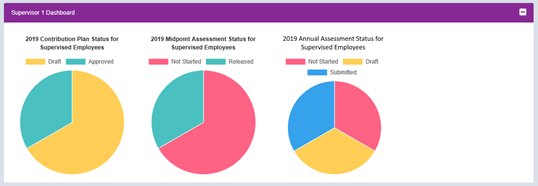 Supervisor 1 Dashboard
2019 Contribution Plan Status for
Supervised Employees
Draft
Approved
2019 Midpoint Assessment Status for
Supervised Employees
Not Started
Released
2019 Annual Assessment Status for
Supervised Employees
Not Started
Draft
Submitted